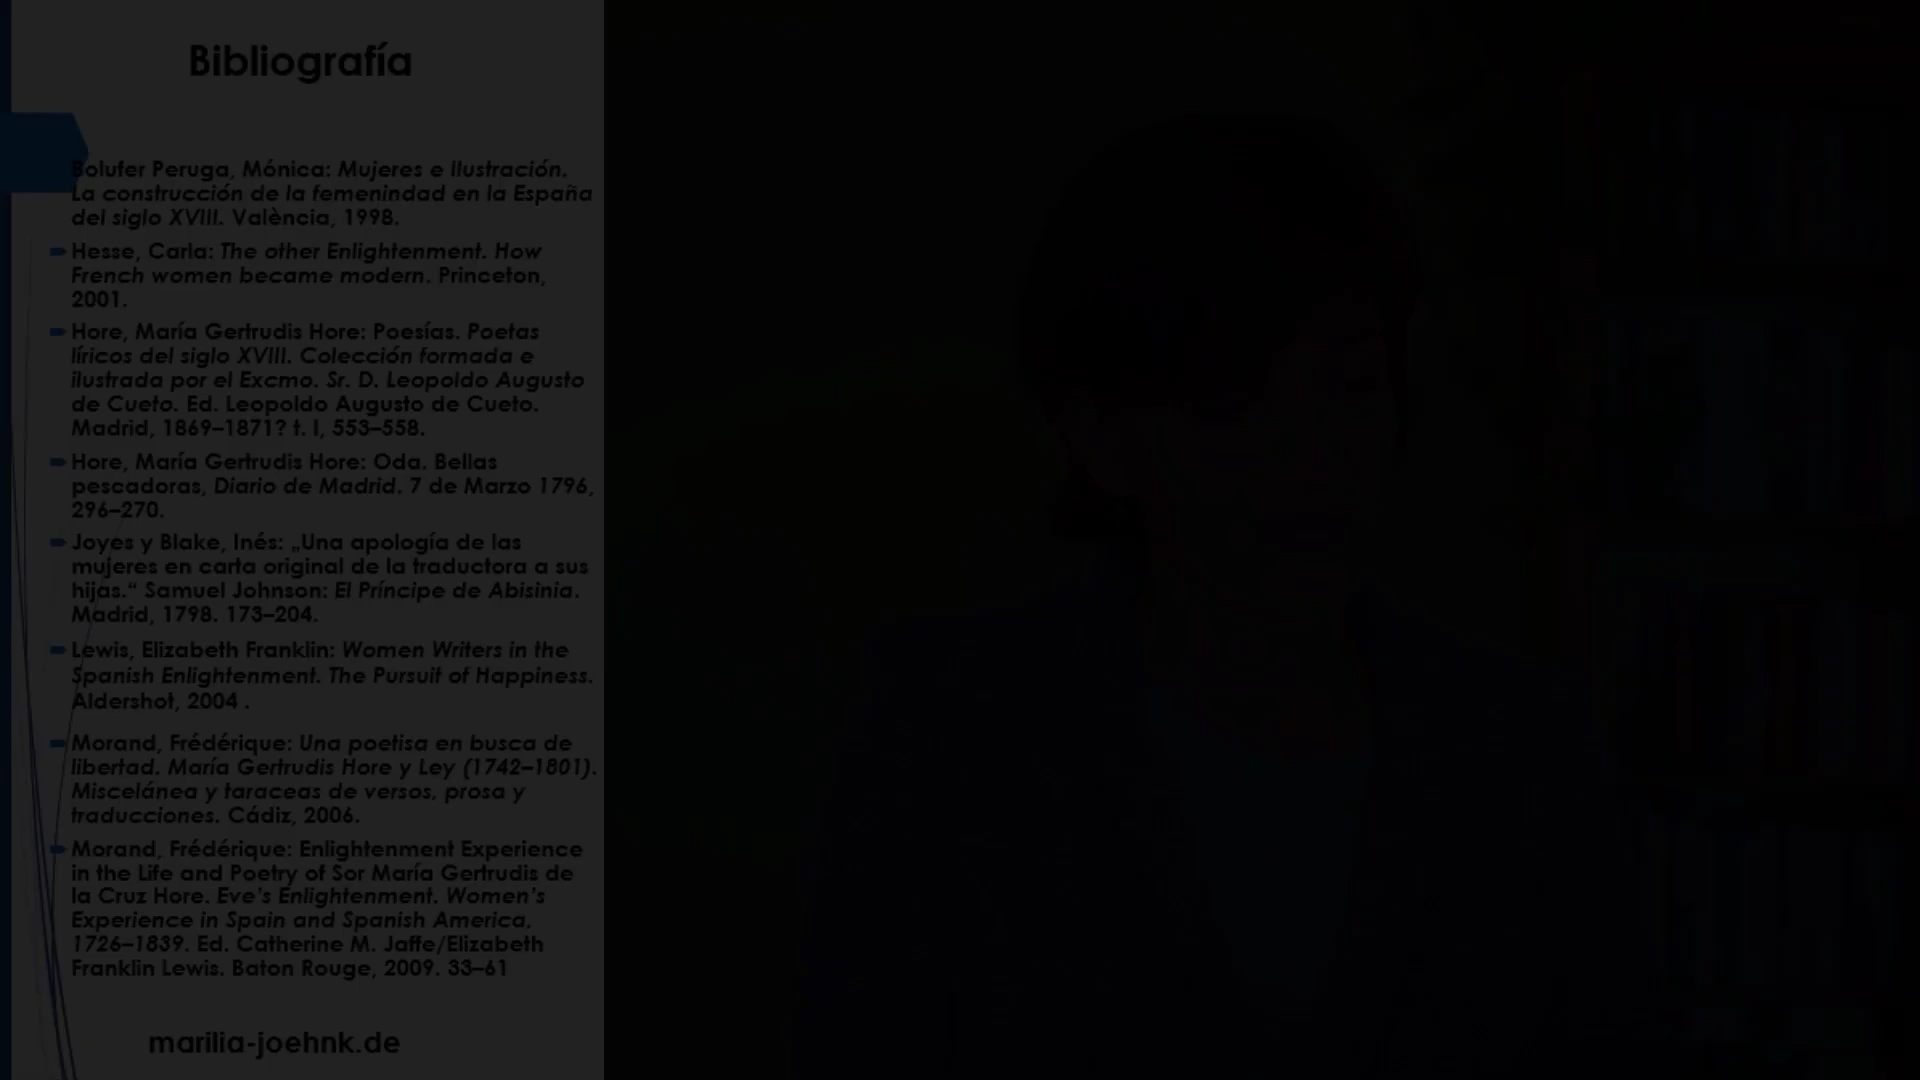 Bibliografía
Bolufer Peruga, Mónica: Mujeres e Ilustración.
La construcción de la femenindad en la España
del siglo XVIII. València, 1998.
Hesse, Carla: The other Enlightenment. How
French women became modern. Princeton,
2001.
Hore, María Gertrudis Hore: Poesías. Poetas
líricos del siglo XVIII. Colección formada e
ilustrada por el Excmo. Sr. D. Leopoldo Augusto
de Cueto. Ed. Leopoldo Augusto de Cueto.
Madrid, 1869–1871? t. I, 553–558.
Hore, María Gertrudis Hore: Oda. Bellas
pescadoras, Diario de Madrid. 7 de Marzo 1796,
296–270.
Joyes y Blake, Inés: „Una apología de las
mujeres en carta original de la traductora a sus
hijas.“ Samuel Johnson: El Príncipe de Abisinia.
Madrid, 1798. 173–204.
Lewis, Elizabeth Franklin: Women Writers in the
Spanish Enlightenment. The Pursuit of Happiness.
Aldershot, 2004 .
Morand, Frédérique: Una poetisa en busca de
libertad. María Gertrudis Hore y Ley (1742–1801).
Miscelánea y taraceas de versos, prosa y
traducciones. Cádiz, 2006.
Morand, Frédérique: Enlightenment Experience
in the Life and Poetry of Sor María Gertrudis de
la Cruz Hore. Eve's Enlightenment. Women's
Experience in Spain and Spanish America,
1726–1839. Ed. Catherine M. Jaffe/Elizabeth
Franklin Lewis. Baton Rouge, 2009. 33–61
marilia-joehnk.de